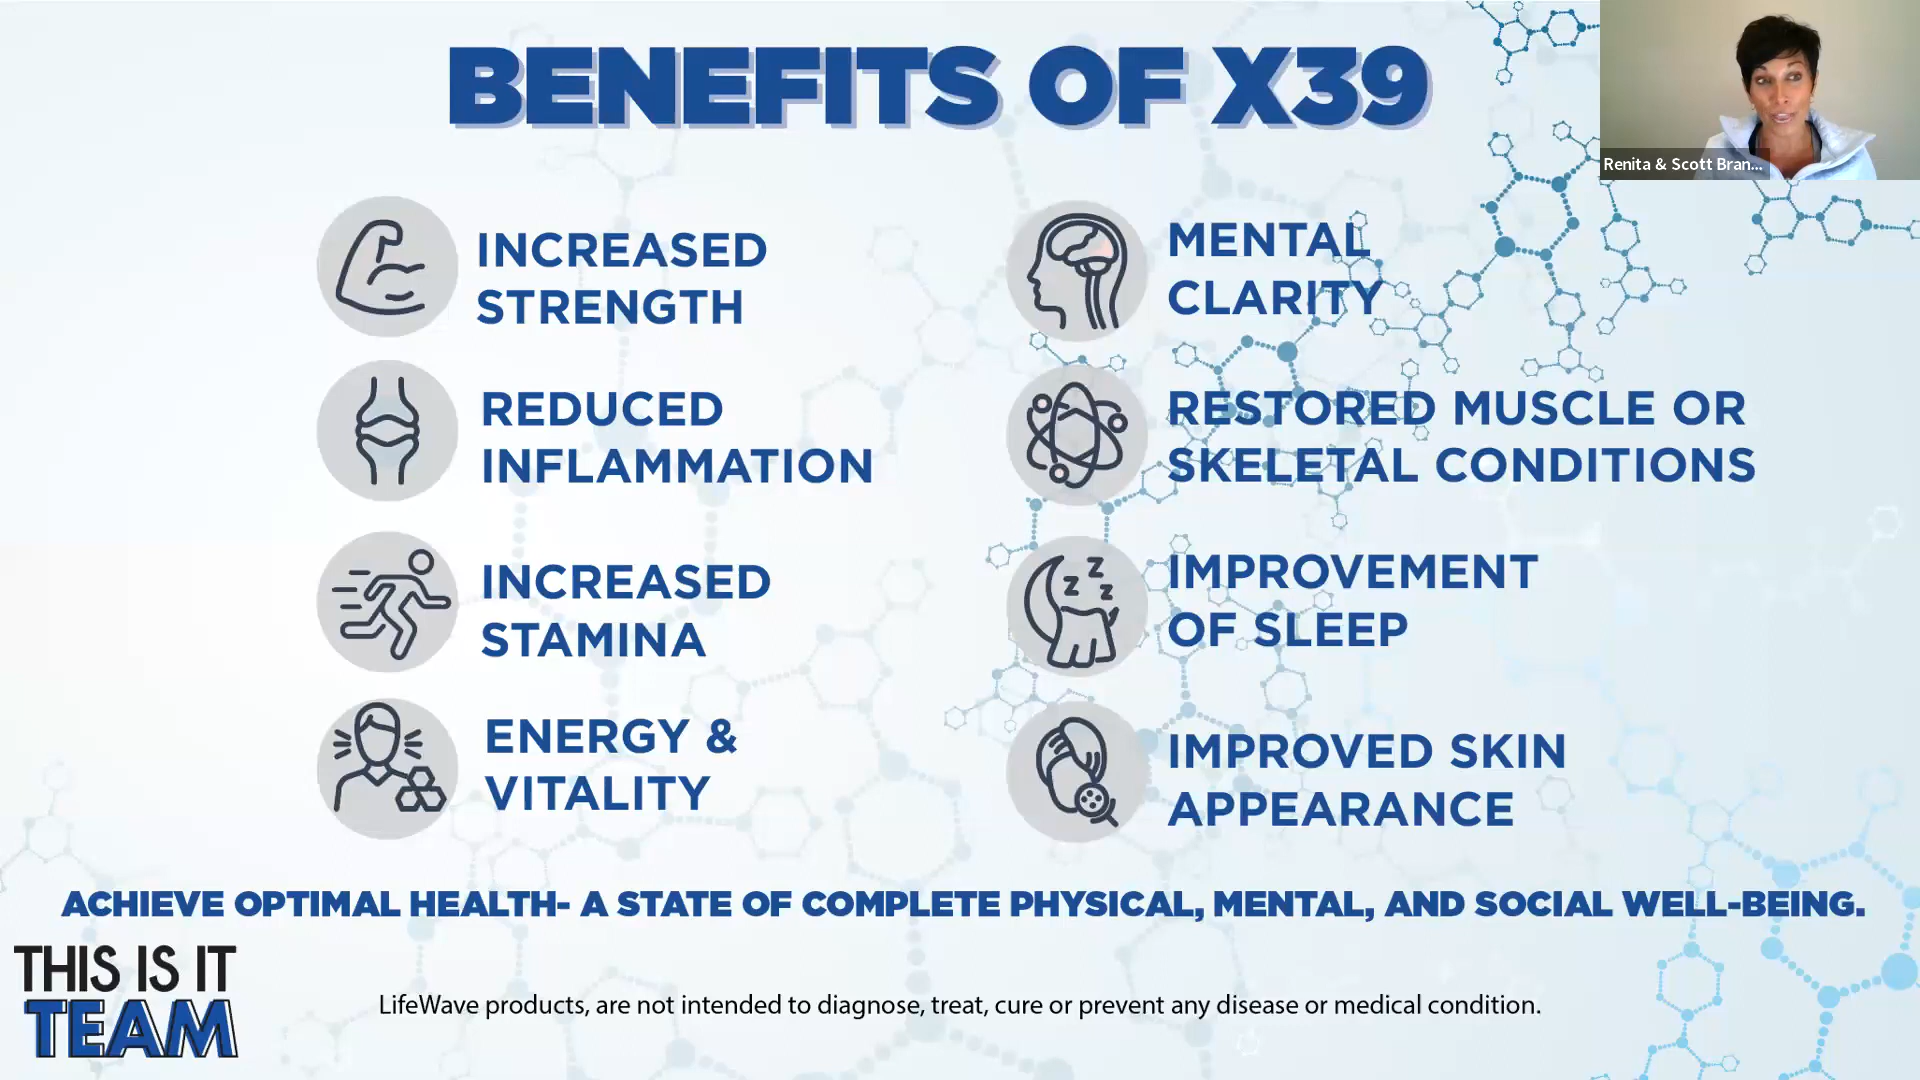 BENEFITS OF X39
Renita & Scott Bran...
INCREASED
STRENGTH
REDUCED
INFLAMMATION
INCREASED
STAMINA
ENERGY &
VITALITY
MENTAL
CLARITY
RESTORED MUSCLE OR
SKELETAL CONDITIONS
IMPROVEMENT
OF SLEEP
IMPROVED SKIN
APPEARANCE
ACHIEVE OPTIMAL HEALTH- A STATE OF COMPLETE PHYSICAL, MENTAL, AND SOCIAL WELL-BEING.
THIS IS IT
TEAM
LifeWave products, are not intended to diagnose, treat, cure or prevent any disease or medical condition.